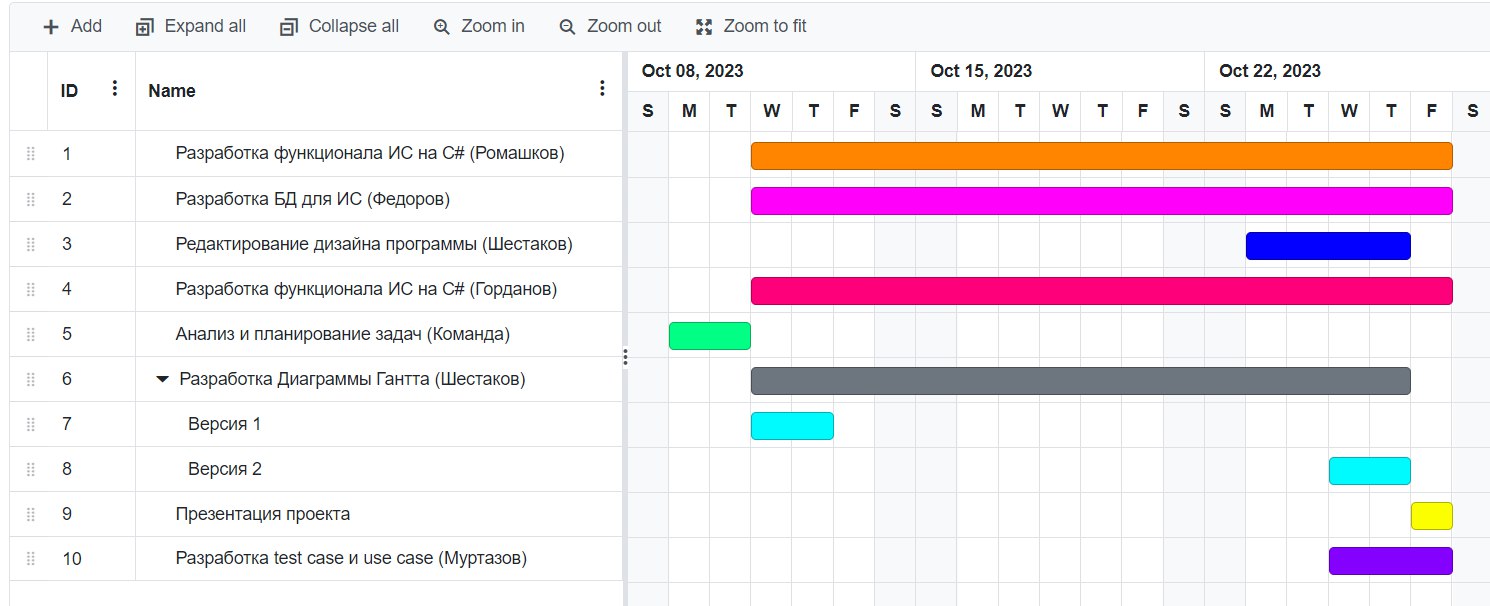 Add Expand all Collapse all Zoom in Zoom out Zoom to fit
ID Name
Oct 08, 2023 Oct 15, 2023 Oct 22, 2023
S M T W T F S S M T W T F S S M T W T F S
1 Разработка функционала ИС на C# (Ромашков)
2 Разработка БД для ИС (Федоров)
3 Редактирование дизайна программы (Шестаков)
4 Разработка функционала ИС на C# (Горданов)
5 Анализ и планирование задач (Команда)
6 Разработка Диаграммы Гантта (Шестаков)
7 Версия 1
8 Версия 2
9 Презентация проекта
10 Разработка test case и use case (Муртазов)